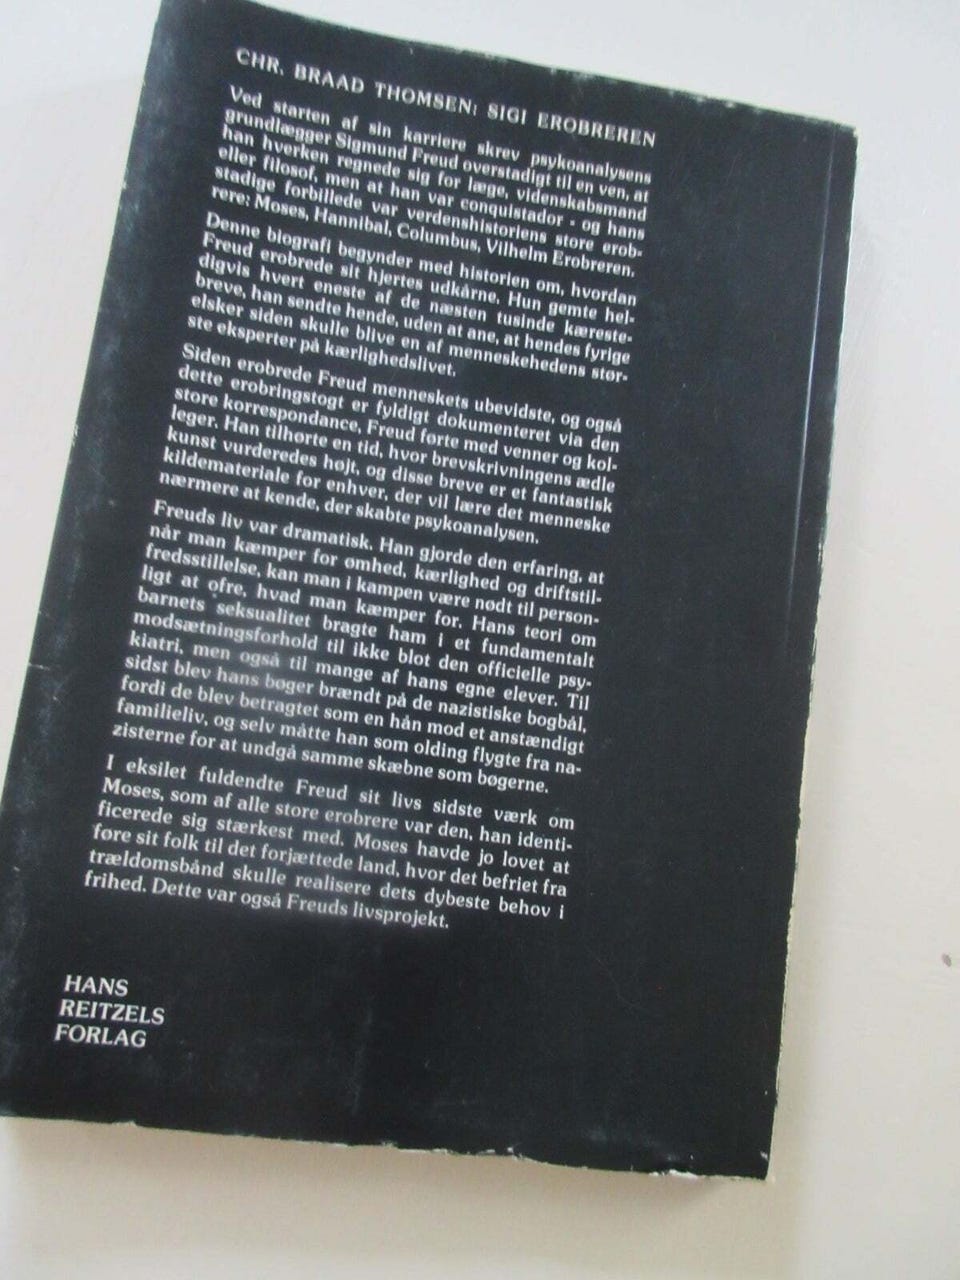 CHR. BRAAD THOMSEN: SIGI EROBREREN
Ved starten af sin karriere skrev psykoanalysens
grundlægger Sigmund Freud overstadigt til en ven, at
han hverken regnede sig for læge, videnskabsmand
eller filosof, men at han var conquistador - og hans
stadige forbillede var verdenshistoriens store erob-
rere: Moses, Hannibal, Columbus, Vilhelm Erobreren.
Denne biografi begynder med historien om, hvordan
Freud erobrede sit hjertes udkårne. Hun gemte hel-
digvis hvert eneste af de næsten tusinde kæreste-
breve, han sendte hende, uden at ane, at hendes fyrige
elsker siden skulle blive en af menneskehedens stør-
ste eksperter på kærlighedslivet.
Siden erobrede Freud menneskets ubevidste, og også
dette erobringstogt er fyldigt dokumenteret via den
store korrespondance, Freud førte med venner og kol-
leger. Han tilhørte en tid, hvor brevskrivningens ædle
kunst vurderedes højt, og disse breve er et fantastisk
kildemateriale for enhver, der vil lære det menneske
nærmere at kende, der skabte psykoanalysen.
Freuds liv var dramatisk. Han gjorde den erfaring, at
når man kæmper for ømhed, kærlighed og driftstil-
fredsstillelse, kan man i kampen være nødt til person-
ligt at ofre, hvad man kæmper for. Hans teori om
barnets seksualitet bragte ham i et fundamentalt
modsætningsforhold til ikke blot den officielle psy-
kiatri, men også til mange af hans egne elever. Til
sidst blev hans bøger brændt på de nazistiske bogbål,
fordi de blev betragtet som en hån mod et anstændigt
familieliv, og selv måtte han som olding flygte fra na-
zisterne for at undgå samme skæbne som bøgerne.
I eksilet fuldendte Freud sit livs sidste værk om
Moses, som af alle store erobrere var den, han identi-
ficerede sig stærkest med. Moses havde jo lovet at
føre sit folk til det forjættede land, hvor det befriet fra
trældomsbånd skulle realisere dets dybeste behov i
frihed. Dette var også Freuds livsprojekt.
HANS
REITZELS
FORLAG